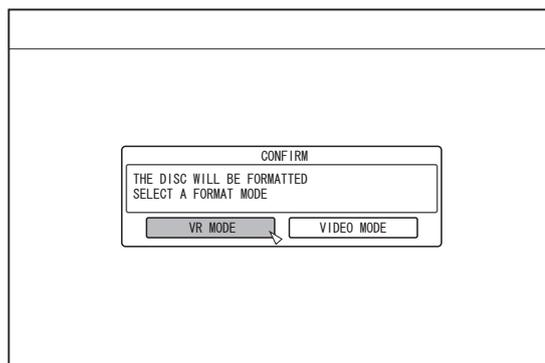 CONFIRM
THE DISC WILL BE FORMATTED
SELECT A FORMAT MODE
VR MODE
VIDEO MODE